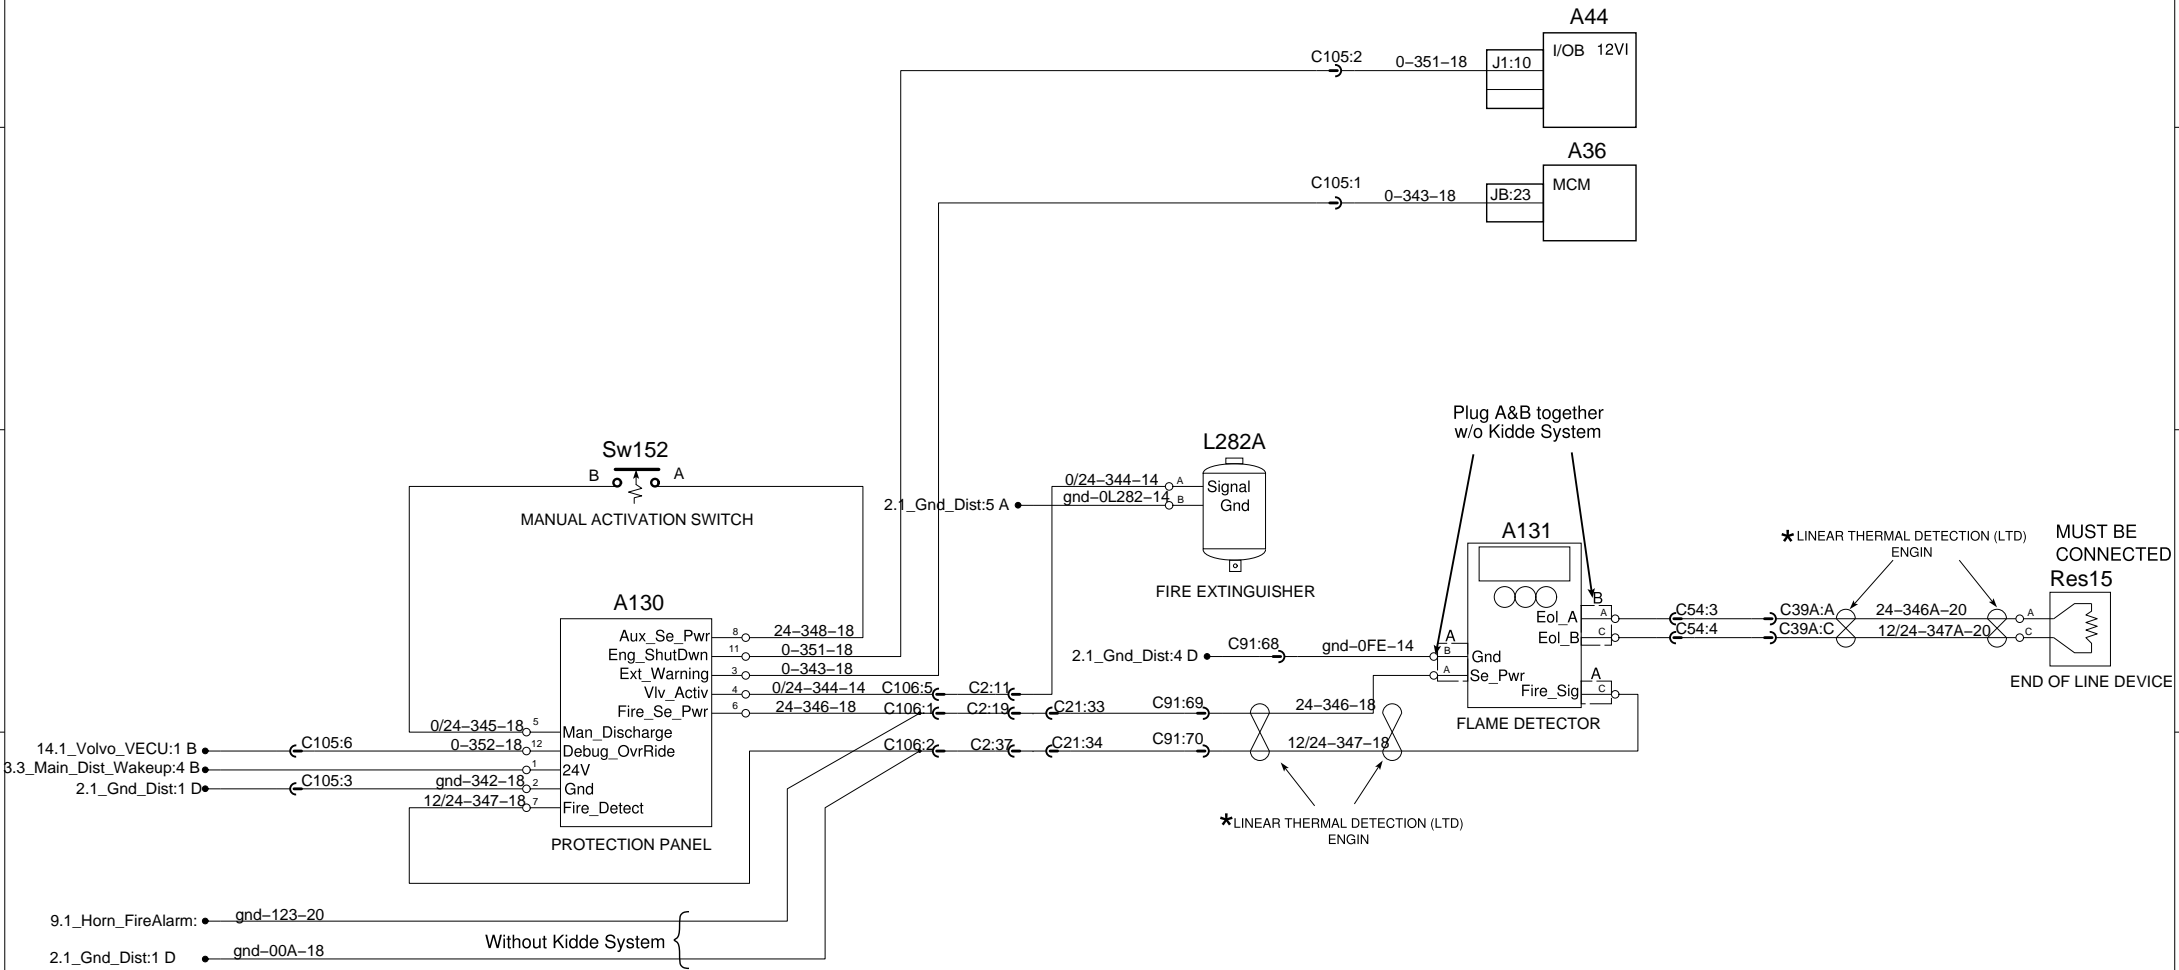 A44
I/OB 12VI
C105:2
0–351–18
J1:10
A36
MCM
C105:1
0–343–18
JB:23
Plug A&B together
w/o Kidde System
Sw152
B
A
MANUAL ACTIVATION SWITCH
L282A
0/24–344–14
A
Signal
2.1_Gnd_Dist:5 A
gnd–0L282–14
B
Gnd
FIRE EXTINGUISHER
A131
*LINEAR THERMAL DETECTION (LTD)
ENGIN
MUST BE
CONNECTED
Res15
B
Eol_A
A
C54:3
C39A:A
24–346A–20
A
Eol_B
C
C54:4
C39A:C
12/24–347A–20
C
END OF LINE DEVICE
A
2.1_Gnd_Dist:4 D
C91:68
gnd–0FE–14
B
Gnd
A
Se_Pwr
A
Fire_Sig
C
FLAME DETECTOR
A130
Aux_Se_Pwr
8
24–348–18
Eng_ShutDwn
11
0–351–18
Ext_Warning
3
0–343–18
Vlv_Activ
4
0/24–344–14
C106:5
C2:11
Fire_Se_Pwr
6
24–346–18
C106:1
C2:19
C21:33
C91:69
24–346–18
0/24–345–18
5
Man_Discharge
14.1_Volvo_VECU:1 B
C105:6
0–352–18
12
Debug_OvrRide
C106:2
C2:37
C21:34
C91:70
12/24–347–18
3.3_Main_Dist_Wakeup:4 B
1
24V
2.1_Gnd_Dist:1 D
C105:3
gnd–342–18
2
Gnd
12/24–347–18
7
Fire_Detect
PROTECTION PANEL
*LINEAR THERMAL DETECTION (LTD)
ENGIN
9.1_Horn_FireAlarm:
gnd–123–20
Without Kidde System
2.1_Gnd_Dist:1 D
gnd–00A–18